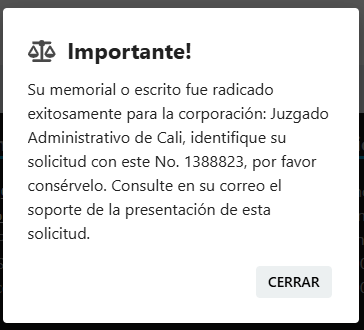 Importante!
Su memorial o escrito fue radicado
exitosamente para la corporación: Juzgado
Administrativo de Cali, identifique su
solicitud con este No. 1388823, por favor
consérvelo. Consulte en su correo el
soporte de la presentación de esta
solicitud.
CERRAR